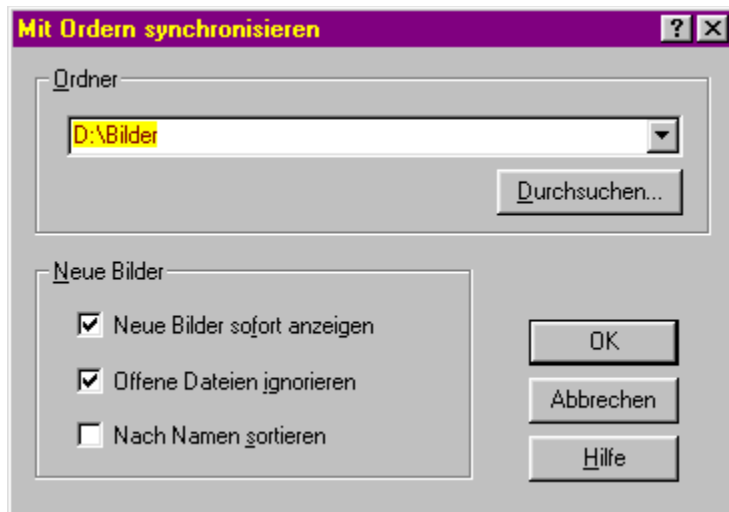 Mit Ordern synchronisieren
Ordner
D:\Bilder
Durchsuchen...
Neue Bilder
Neue Bilder sofort anzeigen
Offene Dateien ignorieren
Nach Namen sortieren
OK
Abbrechen
Hilfe